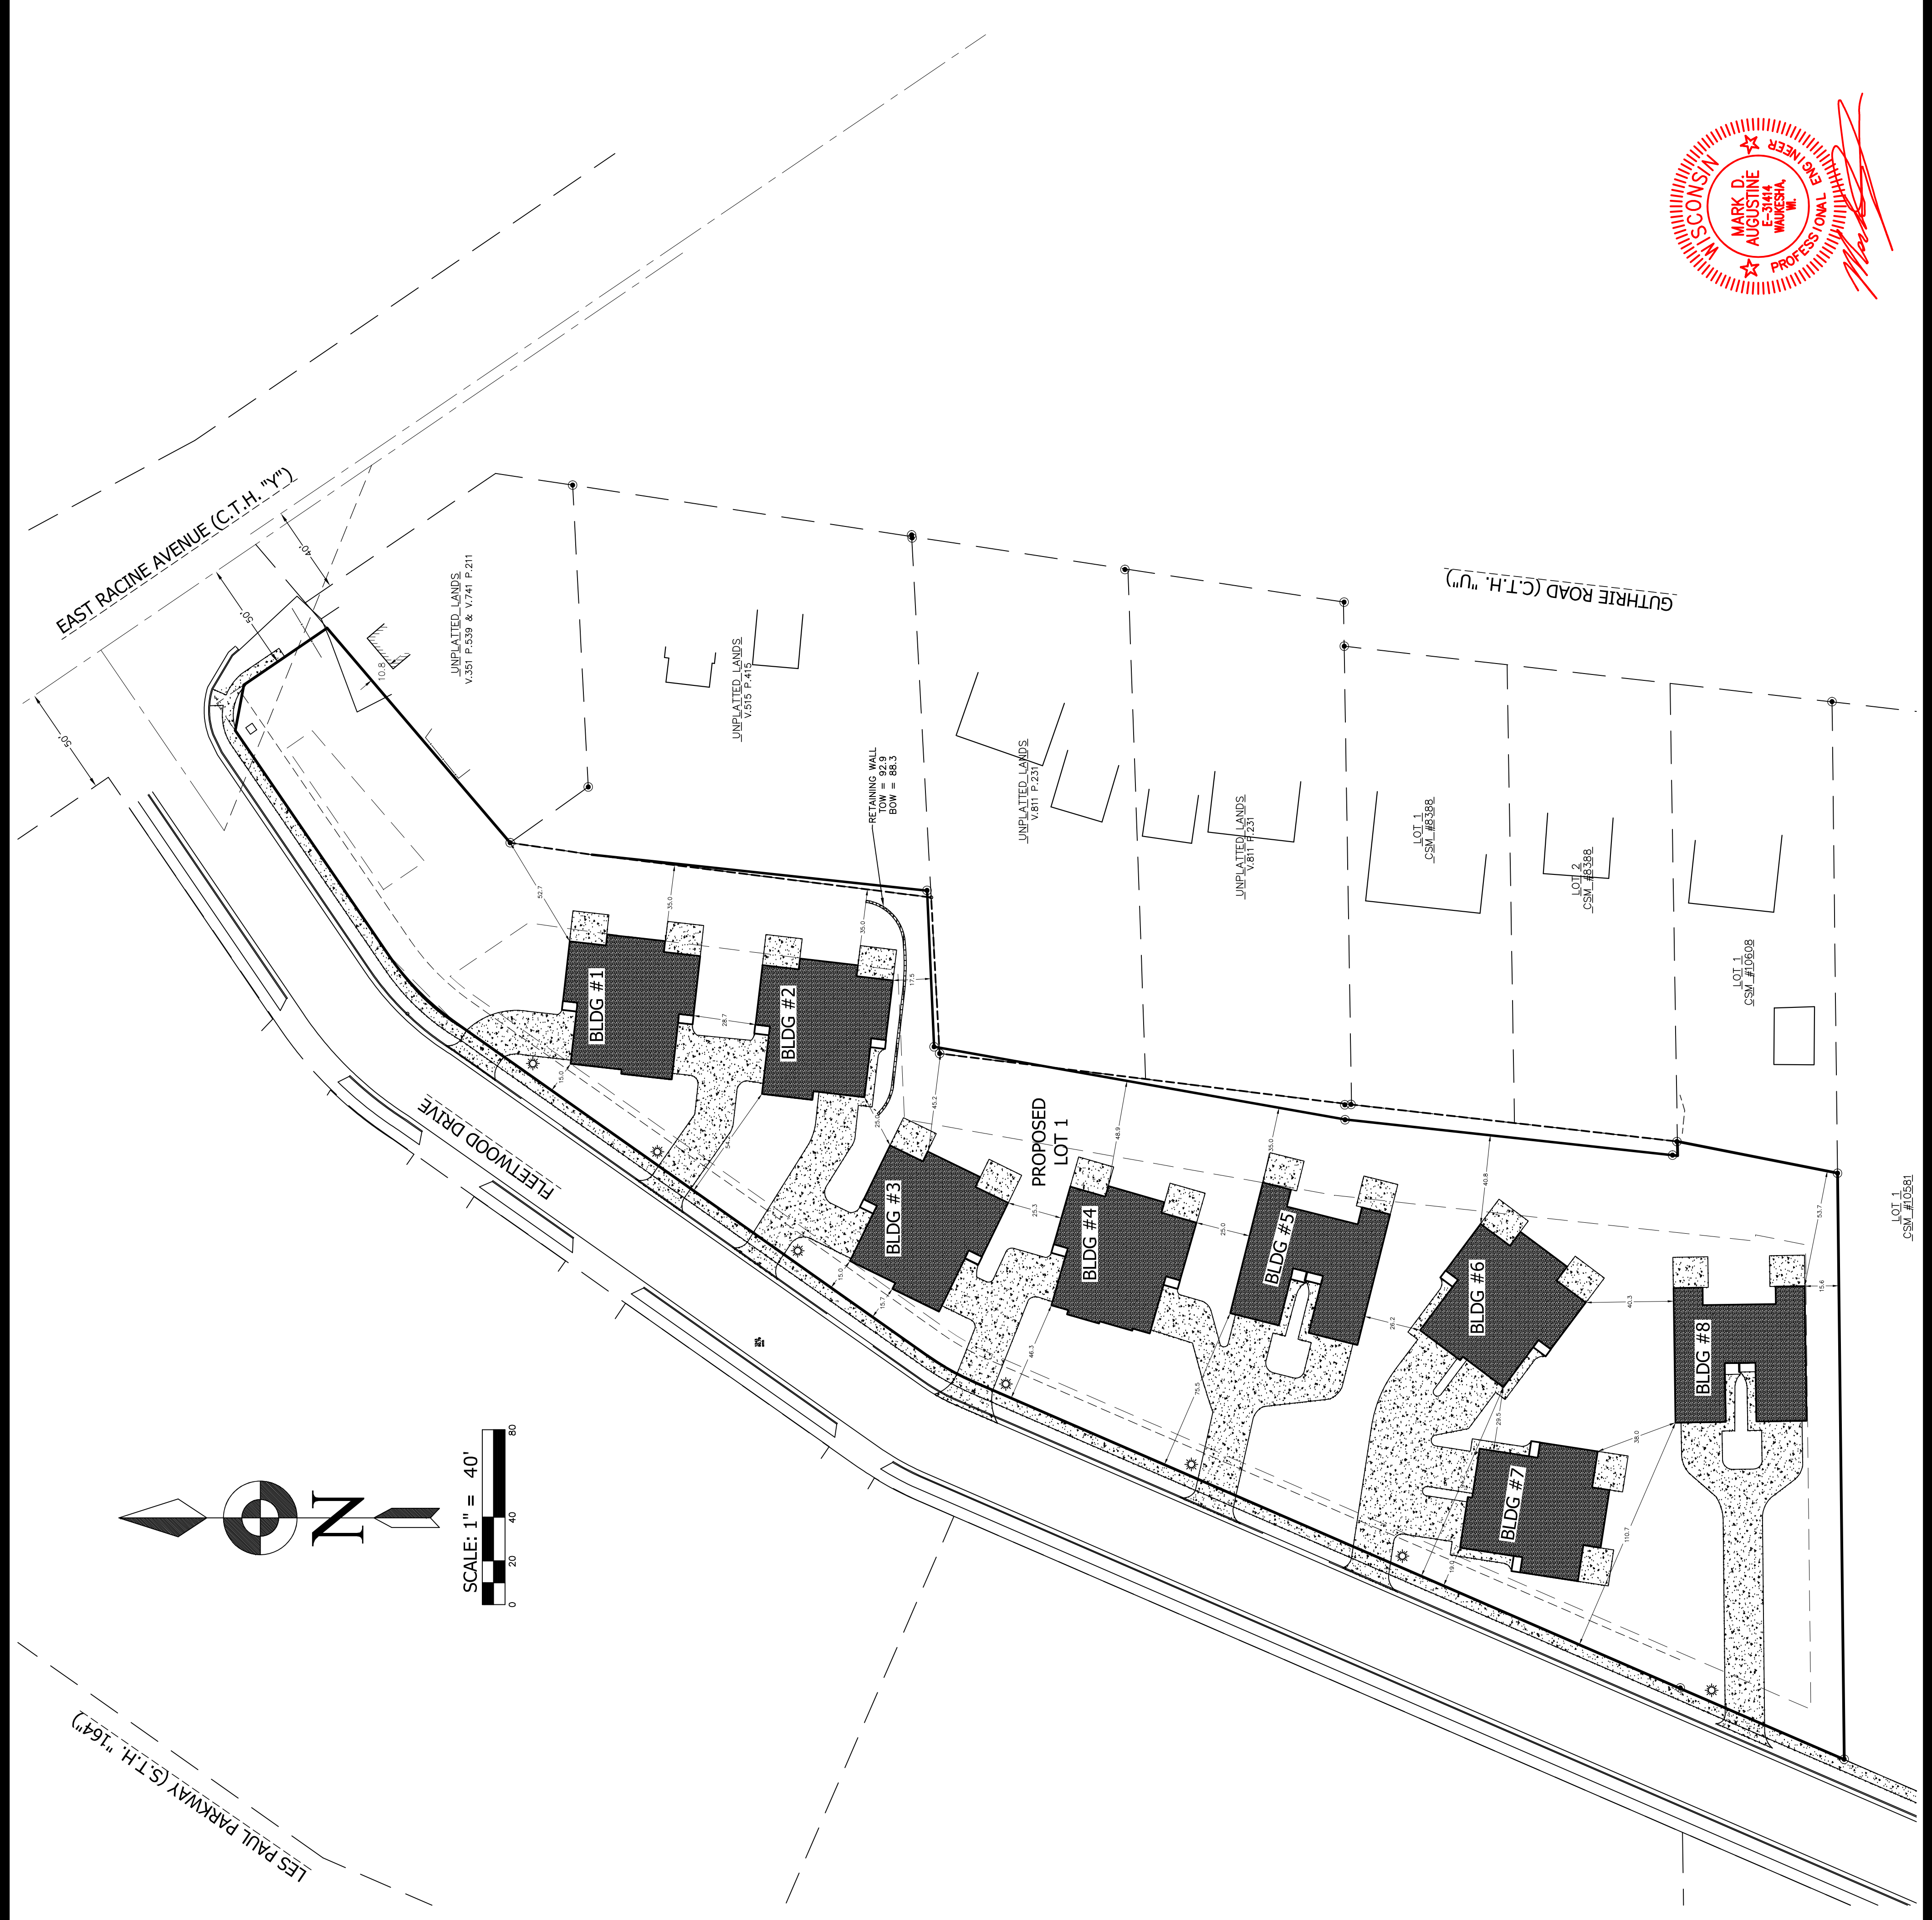 EAST RACINE AVENUE (C.T.H. "Y")
50'
50'
40'
10.8
UNPLATTED LANDS
V.351 P.539 & V.741 P.211
UNPLATTED LANDS
V.515 P.415
RETAINING WALL
TOW = 92.9
BOW = 88.3
UNPLATTED LANDS
V.811 P.231
UNPLATTED LANDS
V.811 P.231
LOT 1
CSM #8388
LOT 2
CSM #8388
LOT 1
CSM #10608
LOT 1
CSM #10581
GUTHRIE ROAD (C.T.H. "U")
WISCONSIN
MARK D.
AUGUSTINE
E-31414
WAUKESHA,
WI.
PROFESSIONAL ENGINEER
FLEETWOOD DRIVE
LES PAUL PARKWAY (S.T.H. "164")
N
SCALE: 1" = 40'
0 20 40 80
PROPOSED
LOT 1
BLDG #1
BLDG #2
BLDG #3
BLDG #4
BLDG #5
BLDG #6
BLDG #7
BLDG #8
52.7
35.0
35.0
17.5
28.7
15.0
45.2
15.0
15.7
25.3
48.9
46.3
25.0
35.0
75.5
26.2
40.8
40.3
53.7
15.6
38.0
110.7
19.0